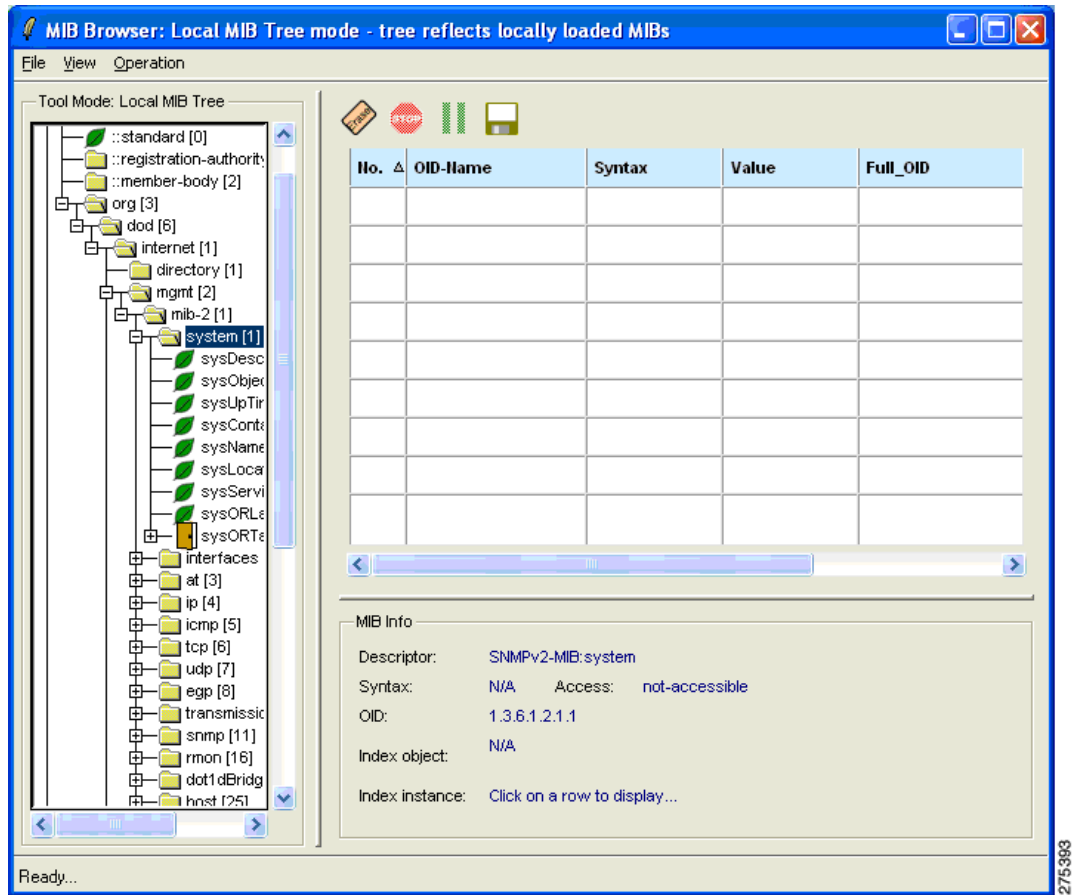 MIB Browser: Local MIB Tree mode - tree reflects locally loaded MIBs
File View Operation
Tool Mode: Local MIB Tree
::standard [0]
::registration-authority
::member-body [2]
org [3]
dod [6]
internet [1]
directory [1]
mgmt [2]
mib-2 [1]
system [1]
sysDesc
sysObjec
sysUpTir
sysConta
sysName
sysLoca
sysServi
sysORLa
sysORTa
interfaces
at [3]
ip [4]
icmp [5]
tcp [6]
udp [7]
egp [8]
transmissic
snmp [11]
rmon [16]
dot1dBridg
host [25]
Erase
STOP
No. OID-Name Syntax Value Full_OID
MIB Info
Descriptor: SNMPv2-MIB:system
Syntax: N/A Access: not-accessible
OID: 1.3.6.1.2.1.1
Index object: N/A
Index instance: Click on a row to display...
Ready...
275393